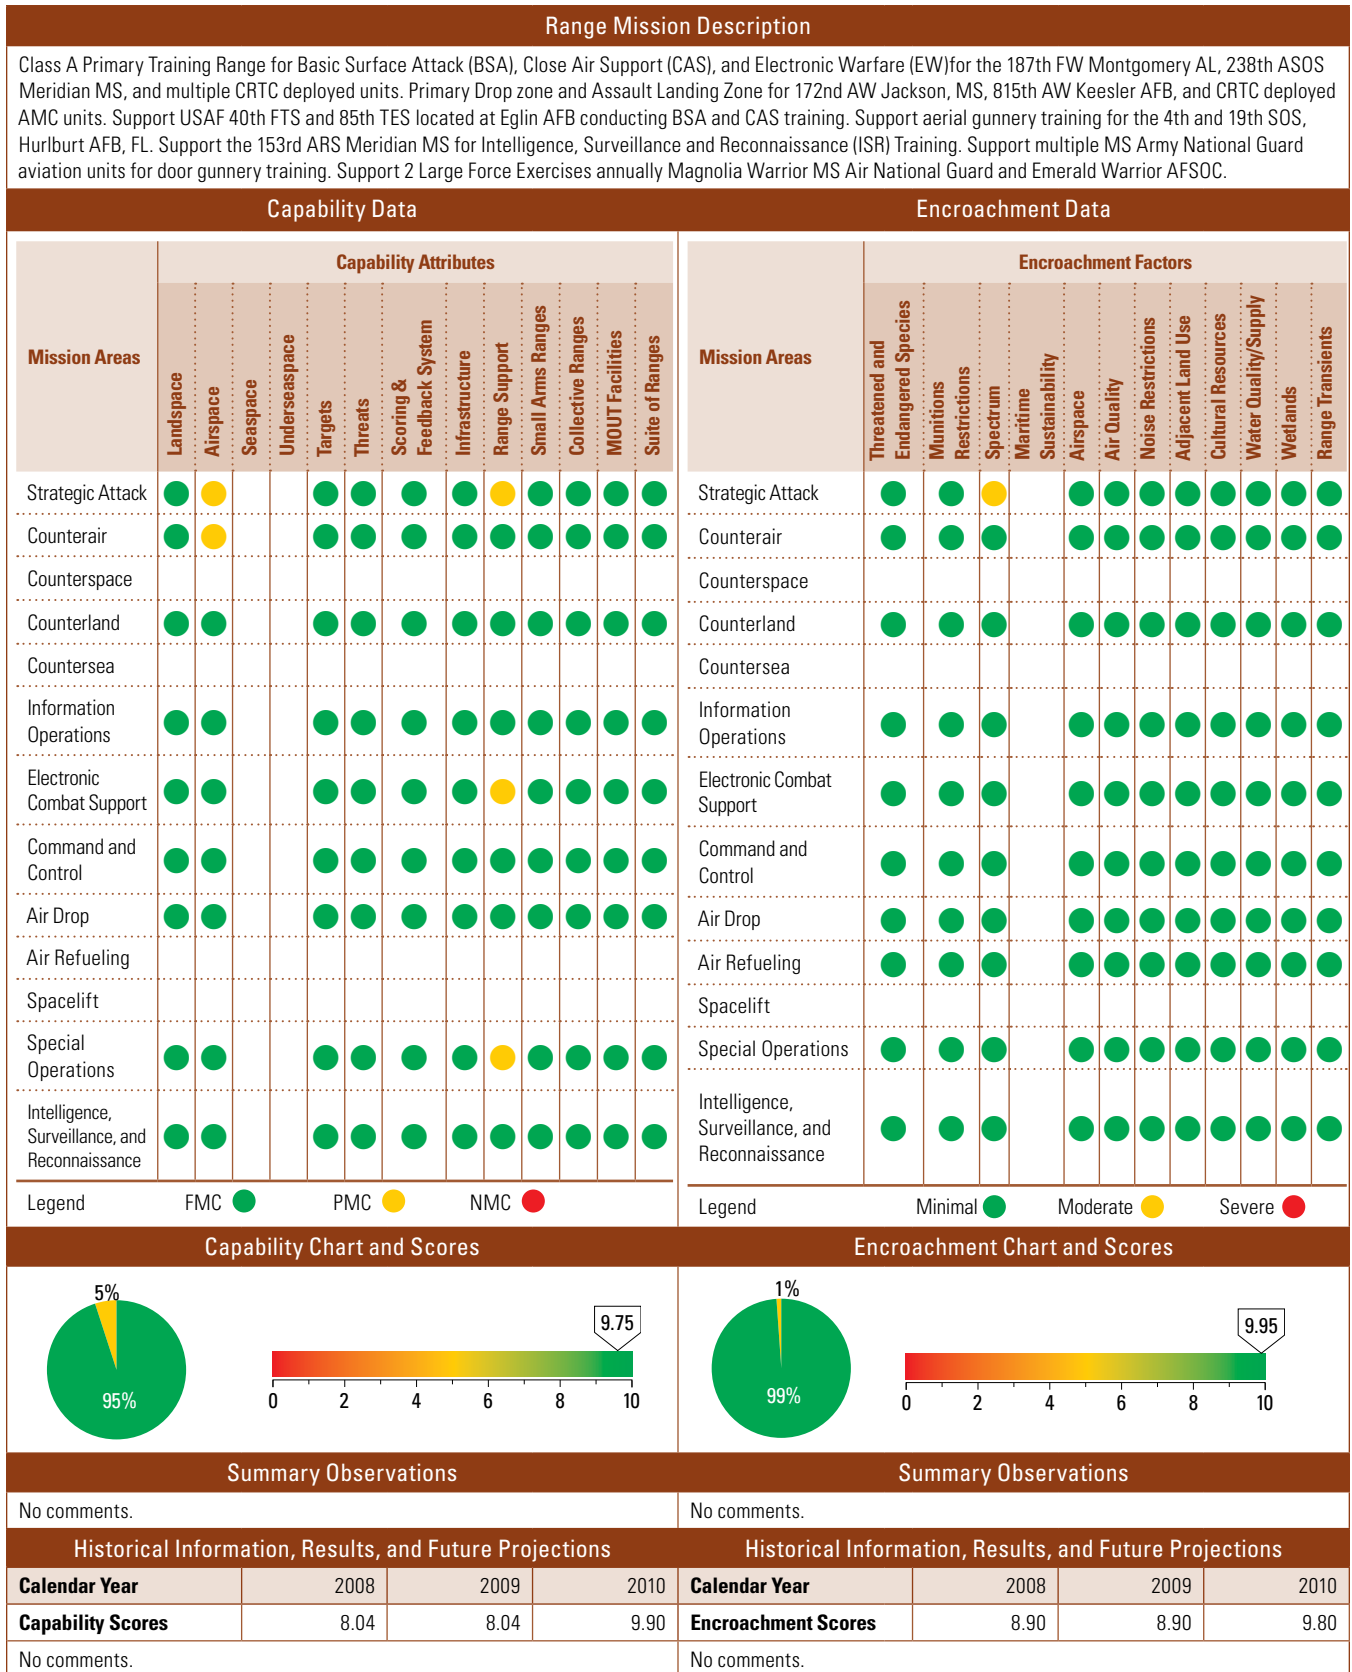 Range Mission Description
Class A Primary Training Range for Basic Surface Attack (BSA), Close Air Support (CAS), and Electronic Warfare (EW)for the 187th FW Montgomery AL, 238th ASOS
Meridian MS, and multiple CRTC deployed units. Primary Drop zone and Assault Landing Zone for 172nd AW Jackson, MS, 815th AW Keesler AFB, and CRTC deployed
AMC units. Support USAF 40th FTS and 85th TES located at Eglin AFB conducting BSA and CAS training. Support aerial gunnery training for the 4th and 19th SOS,
Hurlburt AFB, FL. Support the 153rd ARS Meridian MS for Intelligence, Surveillance and Reconnaissance (ISR) Training. Support multiple MS Army National Guard
aviation units for door gunnery training. Support 2 Large Force Exercises annually Magnolia Warrior MS Air National Guard and Emerald Warrior AFSOC.
Capability Data
Capability Attributes
Mission Areas
Landspace
Airspace
Seaspace
Underseaspace
Targets
Threats
Scoring &
Feedback System
Infrastructure
Range Support
Small Arms Ranges
Collective Ranges
MOUT Facilities
Suite of Ranges
Strategic Attack
Counterair
Counterspace
Counterland
Countersea
Information
Operations
Electronic
Combat Support
Command and
Control
Air Drop
Air Refueling
Spacelift
Special
Operations
Intelligence,
Surveillance, and
Reconnaissance
Legend FMC PMC NMC
Encroachment Data
Encroachment Factors
Mission Areas
Threatened and
Endangered Species
Munitions
Restrictions
Spectrum
Maritime
Sustainability
Airspace
Air Quality
Noise Restrictions
Adjacent Land Use
Cultural Resources
Water Quality/Supply
Wetlands
Range Transients
Strategic Attack
Counterair
Counterspace
Counterland
Countersea
Information
Operations
Electronic Combat
Support
Command and
Control
Air Drop
Air Refueling
Spacelift
Special Operations
Intelligence,
Surveillance, and
Reconnaissance
Legend Minimal Moderate Severe
Capability Chart and Scores
5%
95%
9.75
0 2 4 6 8 10
Encroachment Chart and Scores
1%
99%
9.95
0 2 4 6 8 10
Summary Observations
No comments.
Summary Observations
No comments.
Historical Information, Results, and Future Projections
Calendar Year 2008 2009 2010
Capability Scores 8.04 8.04 9.90
No comments.
Historical Information, Results, and Future Projections
Calendar Year 2008 2009 2010
Encroachment Scores 8.90 8.90 9.80
No comments.